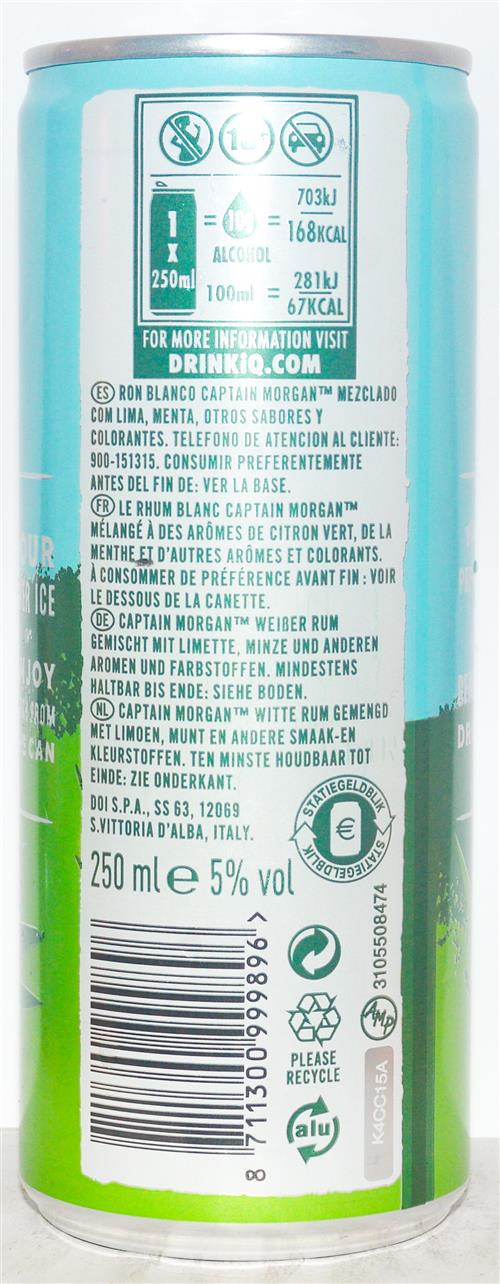 18+
1 X 250ml = 10g ALCOHOL = 703kJ 168KCAL
100ml = 281kJ 67KCAL
FOR MORE INFORMATION VISIT
DRINKiQ.COM
ES RON BLANCO CAPTAIN MORGAN™ MEZCLADO
CON LIMA, MENTA, OTROS SABORES Y
COLORANTES. TELEFONO DE ATENCION AL CLIENTE:
900-151315. CONSUMIR PREFERENTEMENTE
ANTES DEL FIN DE: VER LA BASE.
FR LE RHUM BLANC CAPTAIN MORGAN™
MÉLANGÉ À DES ARÔMES DE CITRON VERT, DE LA
MENTHE ET D'AUTRES ARÔMES ET COLORANTS.
À CONSOMMER DE PRÉFÉRENCE AVANT FIN : VOIR
LE DESSOUS DE LA CANETTE.
DE CAPTAIN MORGAN™ WEIßER RUM
GEMISCHT MIT LIMETTE, MINZE UND ANDEREN
AROMEN UND FARBSTOFFEN. MINDESTENS
HALTBAR BIS ENDE: SIEHE BODEN.
NL CAPTAIN MORGAN™ WITTE RUM GEMENGD
MET LIMOEN, MUNT EN ANDERE SMAAK-EN
KLEURSTOFFEN. TEN MINSTE HOUDBAAR TOT
EINDE: ZIE ONDERKANT.
DOI S.P.A., SS 63, 12069
S.VITTORIA D'ALBA, ITALY.
STATIEGELDBLIK
€
STATIEGELDBLIK
250 ml e 5% vol
8 711300 999896 >
PLEASE
RECYCLE
alu
3105508474
AMP
K4CC15A
ICE
CAN